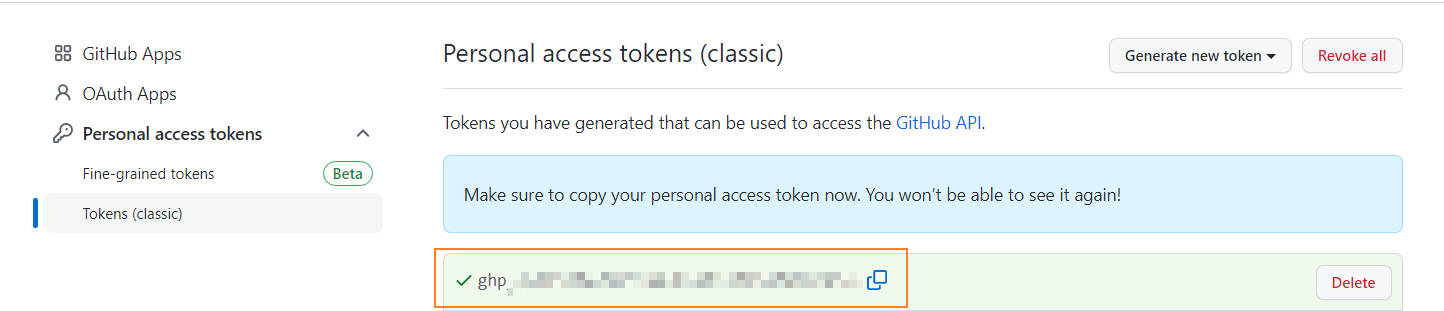 GitHub Apps
OAuth Apps
Personal access tokens
Fine-grained tokens
Beta
Tokens (classic)
Personal access tokens (classic)
Generate new token
Revoke all
Tokens you have generated that can be used to access the GitHub API.
Make sure to copy your personal access token now. You won’t be able to see it again!
ghp_
Delete